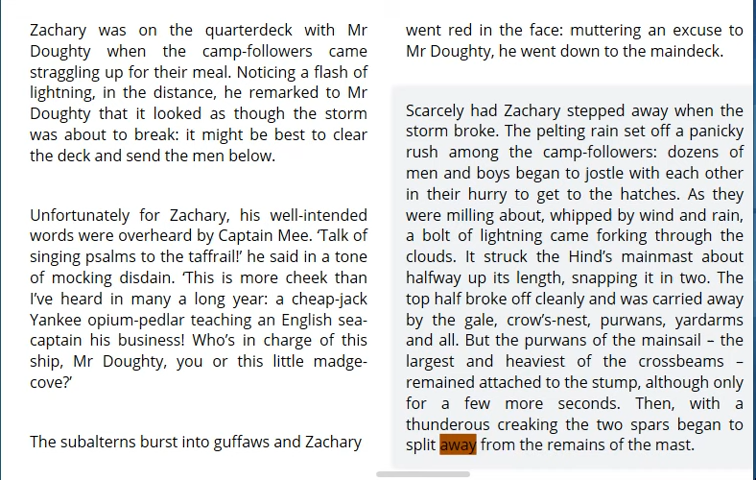 Zachary was on the quarterdeck with Mr
Doughty when the camp-followers came
straggling up for their meal. Noticing a flash of
lightning, in the distance, he remarked to Mr
Doughty that it looked as though the storm
was about to break: it might be best to clear
the deck and send the men below.
Unfortunately for Zachary, his well-intended
words were overheard by Captain Mee. ‘Talk of
singing psalms to the taffrail!’ he said in a tone
of mocking disdain. ‘This is more cheek than
I’ve heard in many a long year: a cheap-jack
Yankee opium-pedlar teaching an English sea-
captain his business! Who’s in charge of this
ship, Mr Doughty, you or this little madge-
cove?’
The subalterns burst into guffaws and Zachary
went red in the face: muttering an excuse to
Mr Doughty, he went down to the maindeck.
Scarcely had Zachary stepped away when the
storm broke. The pelting rain set off a panicky
rush among the camp-followers: dozens of
men and boys began to jostle with each other
in their hurry to get to the hatches. As they
were milling about, whipped by wind and rain,
a bolt of lightning came forking through the
clouds. It struck the Hind’s mainmast about
halfway up its length, snapping it in two. The
top half broke off cleanly and was carried away
by the gale, crow’s-nest, purwans, yardarms
and all. But the purwans of the mainsail – the
largest and heaviest of the crossbeams –
remained attached to the stump, although only
for a few more seconds. Then, with a
thunderous creaking the two spars began to
split away from the remains of the mast.